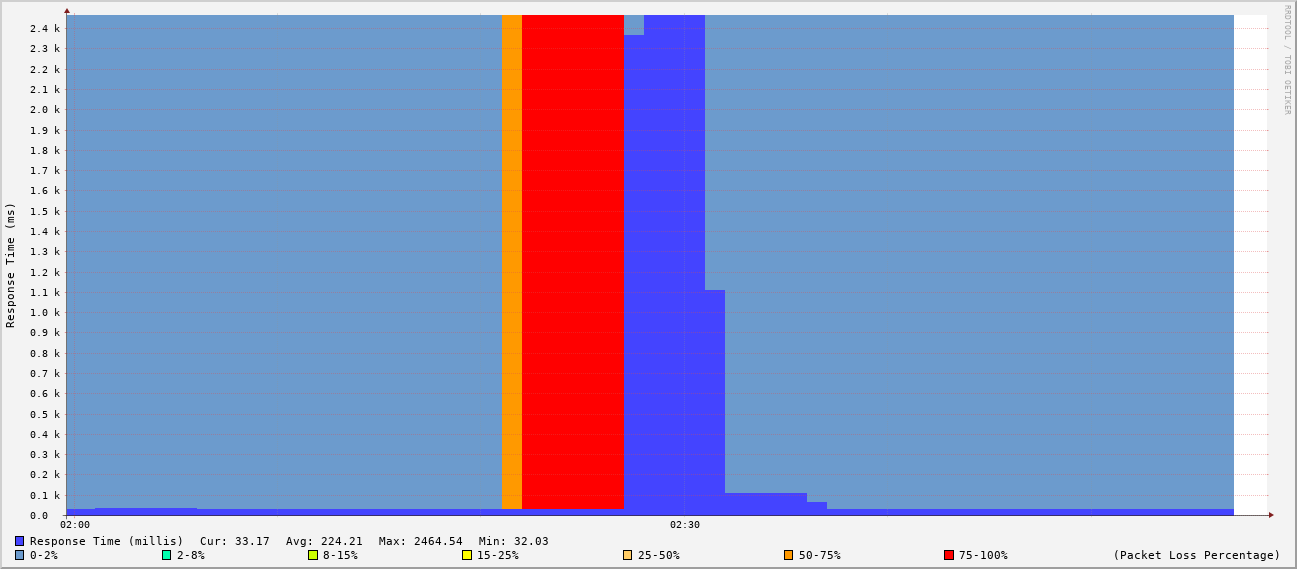 RRDTOOL / TOBI OETIKER
Response Time (ms)
2.4 k
2.3 k
2.2 k
2.1 k
2.0 k
1.9 k
1.8 k
1.7 k
1.6 k
1.5 k
1.4 k
1.3 k
1.2 k
1.1 k
1.0 k
0.9 k
0.8 k
0.7 k
0.6 k
0.5 k
0.4 k
0.3 k
0.2 k
0.1 k
0.0
02:00 02:30
Response Time (millis) Cur: 33.17 Avg: 224.21 Max: 2464.54 Min: 32.03
0-2% 2-8% 8-15% 15-25% 25-50% 50-75% 75-100% (Packet Loss Percentage)